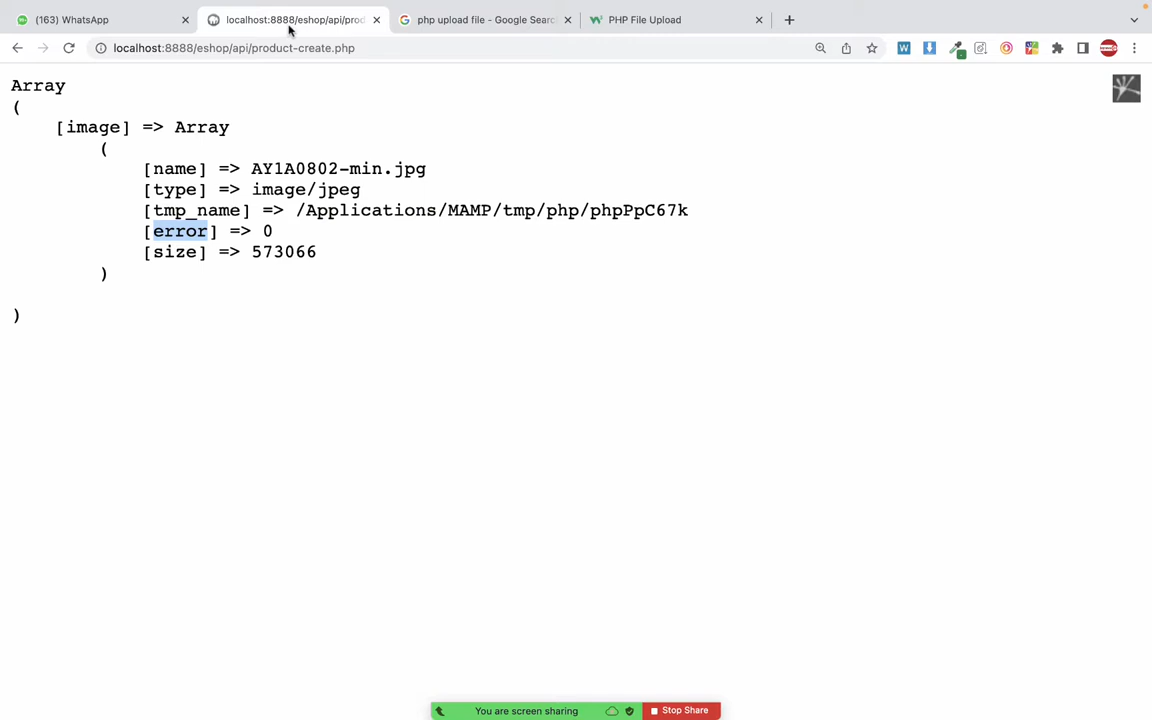 (163) WhatsApp
localhost:8888/eshop/api/prod
php upload file - Google Searc
PHP File Upload
localhost:8888/eshop/api/product-create.php
Array
(
[image] => Array
(
[name] => AY1A0802-min.jpg
[type] => image/jpeg
[tmp_name] => /Applications/MAMP/tmp/php/phpPpC67k
[error] => 0
[size] => 573066
)
)
You are screen sharing
Stop Share